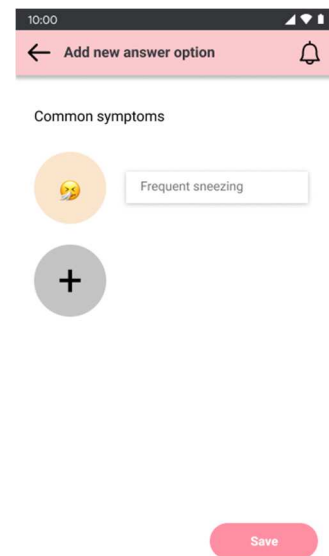 10:00
Add new answer option
Common symptoms
Frequent sneezing
+
Save